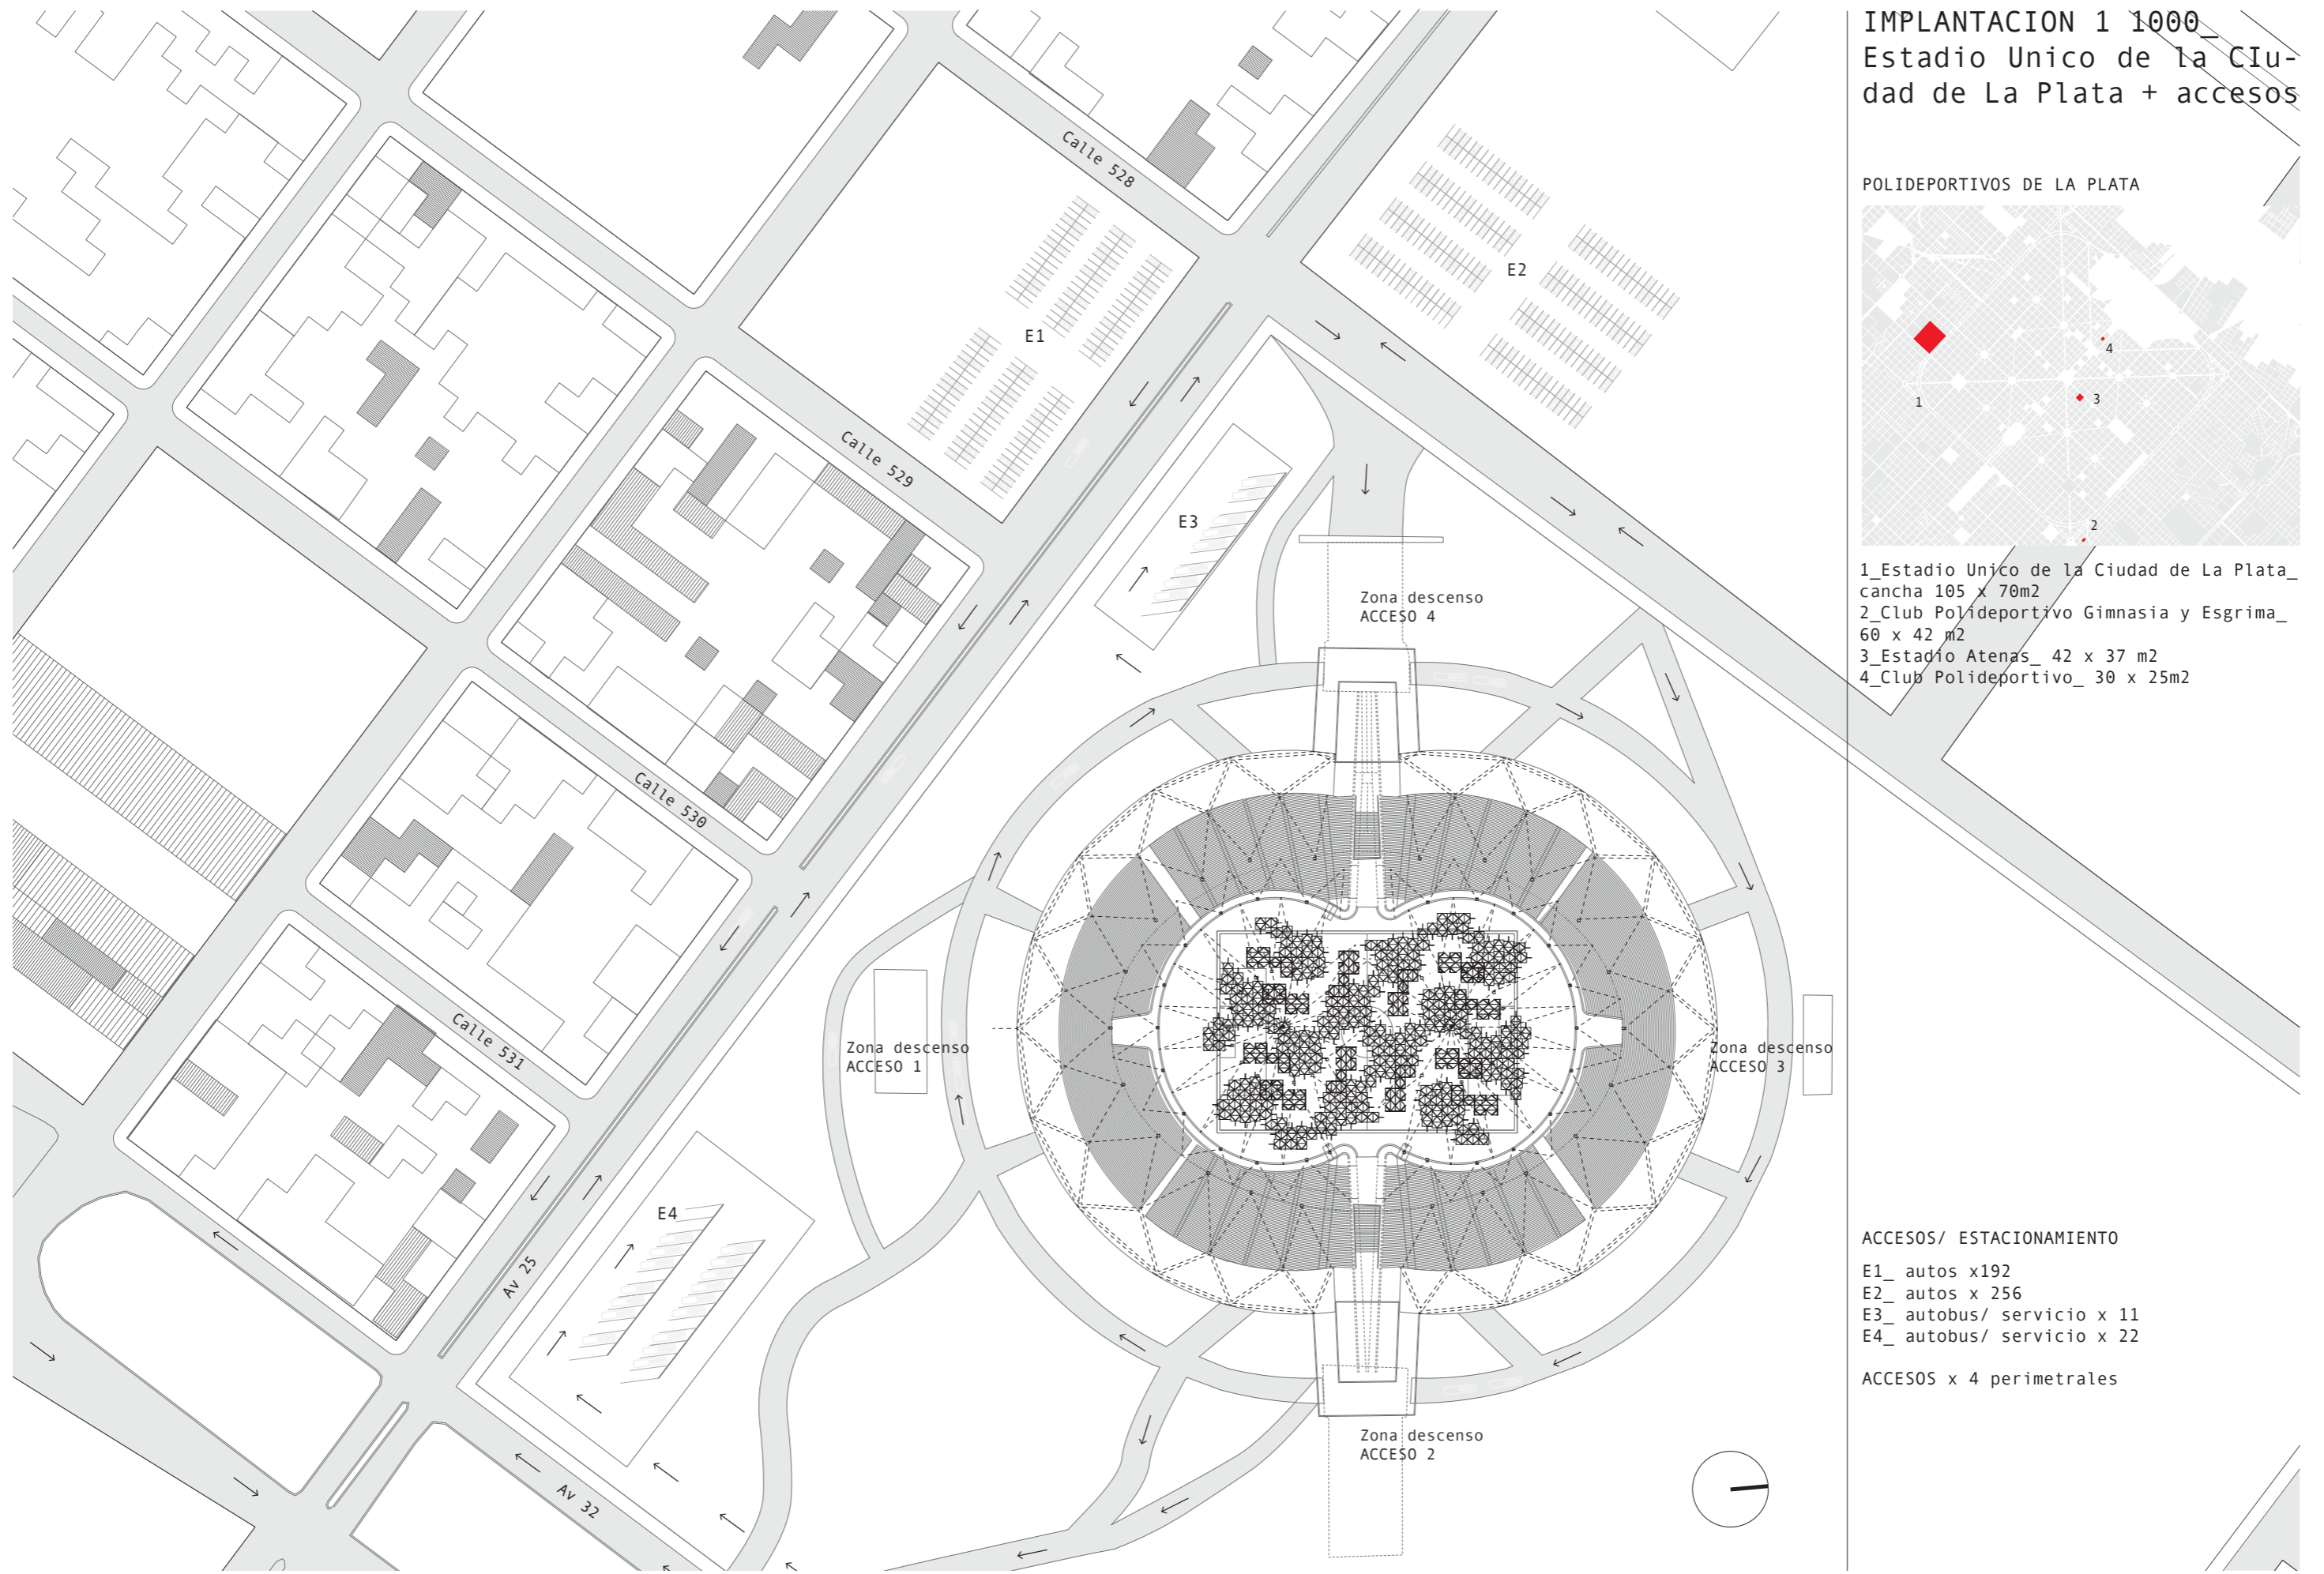 IMPLANTACION 1 1000_
Estadio Unico de la CIu-
dad de La Plata + accesos
POLIDEPORTIVOS DE LA PLATA
1
2
3
4
1_Estadio Unico de la Ciudad de La Plata_
cancha 105 x 70m2
2_Club Polideportivo Gimnasia y Esgrima_
60 x 42 m2
3_Estadio Atenas_ 42 x 37 m2
4_Club Polideportivo_ 30 x 25m2
ACCESOS/ ESTACIONAMIENTO
E1_ autos x192
E2_ autos x 256
E3_ autobus/ servicio x 11
E4_ autobus/ servicio x 22
ACCESOS x 4 perimetrales
Calle 528
E2
E1
Calle 529
E3
Zona descenso
ACCESO 4
Calle 530
Calle 531
Zona descenso
ACCESO 1
Zona descenso
ACCESO 3
E4
Av 25
Zona descenso
ACCESO 2
Av 32